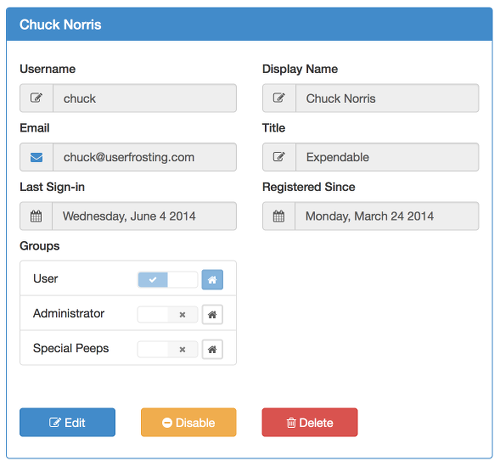 Chuck Norris
Username
Display Name
chuck
Chuck Norris
Email
Title
chuck@userfrosting.com
Expendable
Last Sign-in
Registered Since
Wednesday, June 4 2014
Monday, March 24 2014
Groups
User
Administrator
Special Peeps
Edit
Disable
Delete